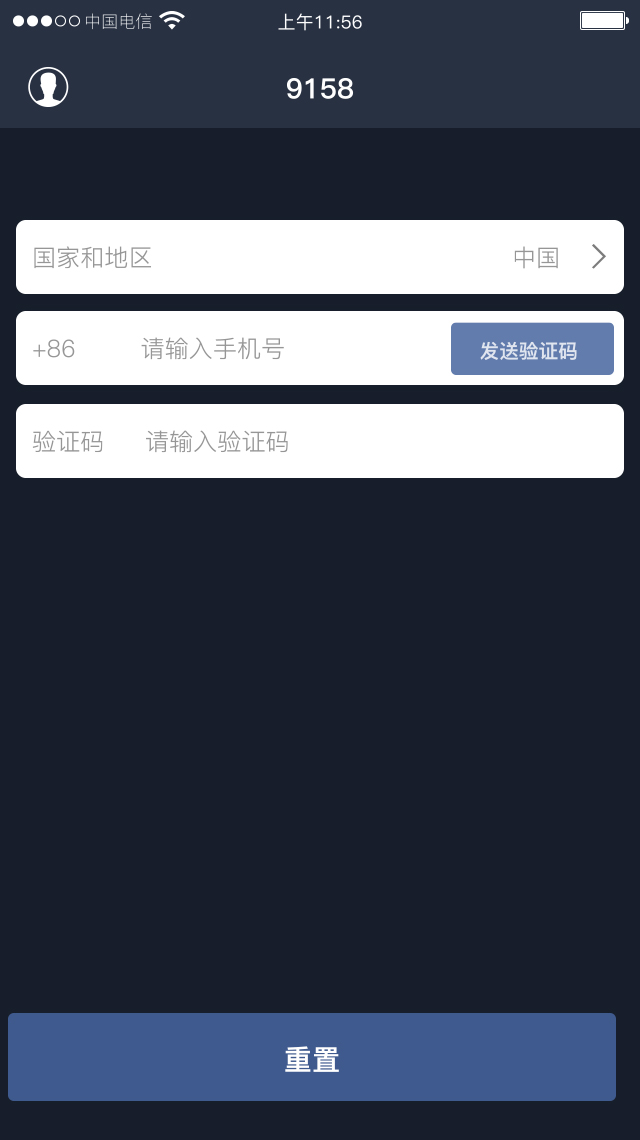 中国电信 上午11:56
9158
国家和地区 中国
+86 请输入手机号 发送验证码
验证码 请输入验证码
重置